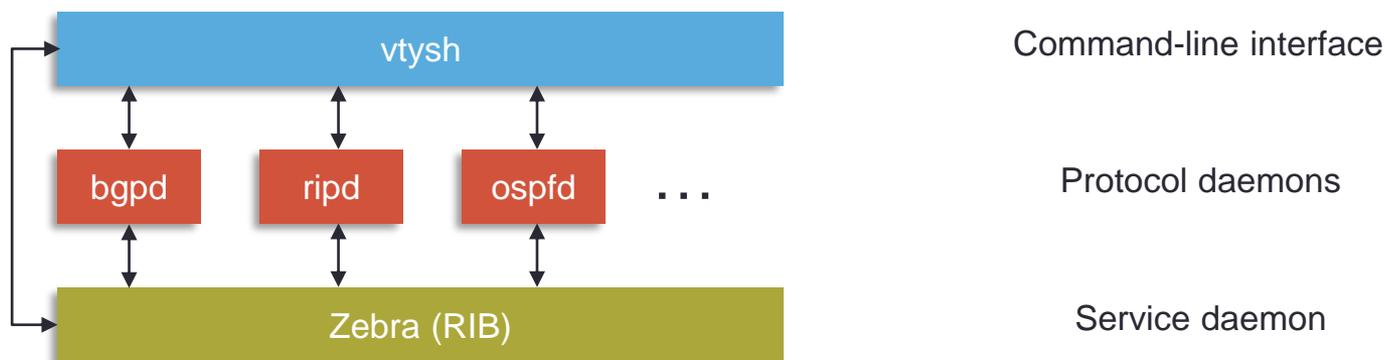 vtysh
Command-line interface
bgpd
ripd
ospfd
...
Protocol daemons
Zebra (RIB)
Service daemon